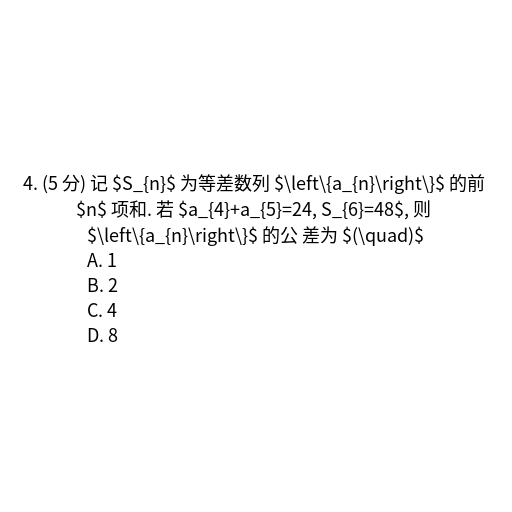 4. (5 分) 记 $S_{n}$ 为等差数列 $\left\{a_{n}\right\}$ 的前
$n$ 项和. 若 $a_{4}+a_{5}=24, S_{6}=48$, 则
$\left\{a_{n}\right\}$ 的公 差为 $(\quad)$
A. 1
B. 2
C. 4
D. 8